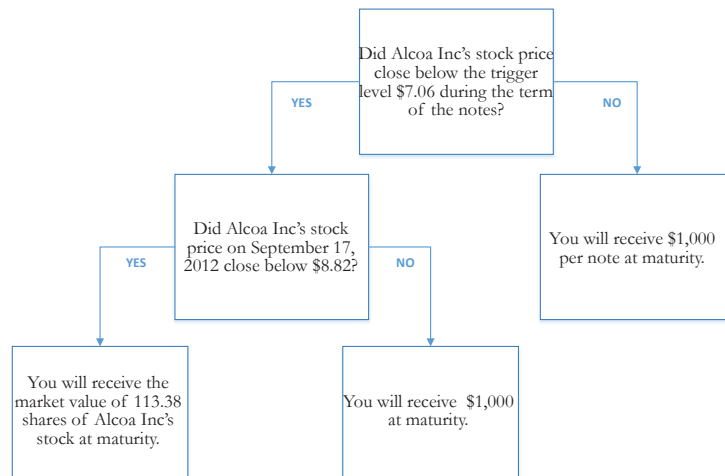 Did Alcoa Inc's stock price
close below the trigger
level $7.06 during the term
of the notes?
YES
NO
Did Alcoa Inc's stock
price on September 17,
2012 close below $8.82?
You will receive $1,000
per note at maturity.
YES
NO
You will receive the
market value of 113.38
shares of Alcoa Inc's
stock at maturity.
You will receive $1,000
at maturity.